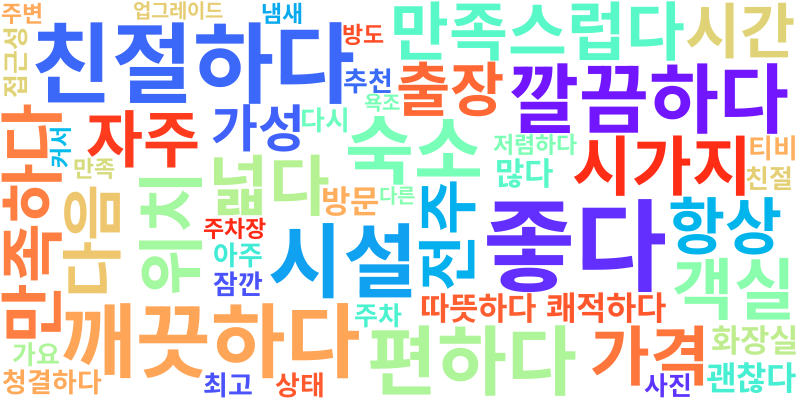 주변
업그레이드
냄새
방도
만족스럽다
시간
접근성
친절하다
추천
출장
깔끔하다
욕조
만족하다
커서
자주
가성
다시
숙소
저렴하다
티비
만족
넓다
많다
시가지
친절
다음
위치
방문
다른
전주
좋다
항상
주차장
아주
시설
잠깐
객실
깨끗하다
주차
따뜻하다
쾌적하다
가요
편하다
가격
화장실
청결하다
최고
상태
사진
괜찮다